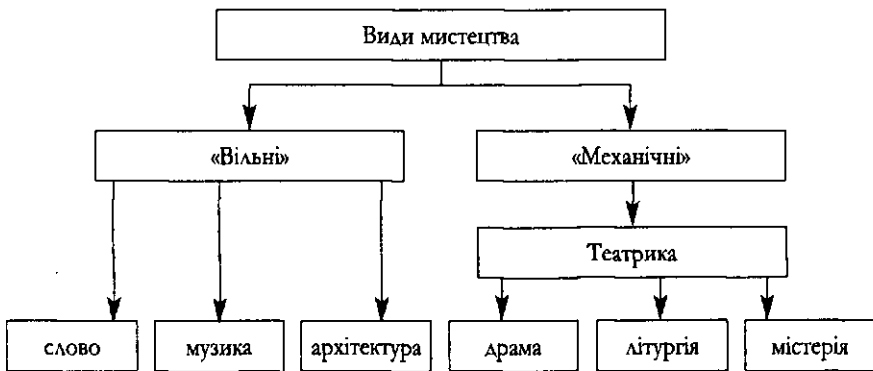 Види мистецтва
«Вільні»
«Механічні»
Театрика
слово
музика
архітектура
драма
літургія
містерія